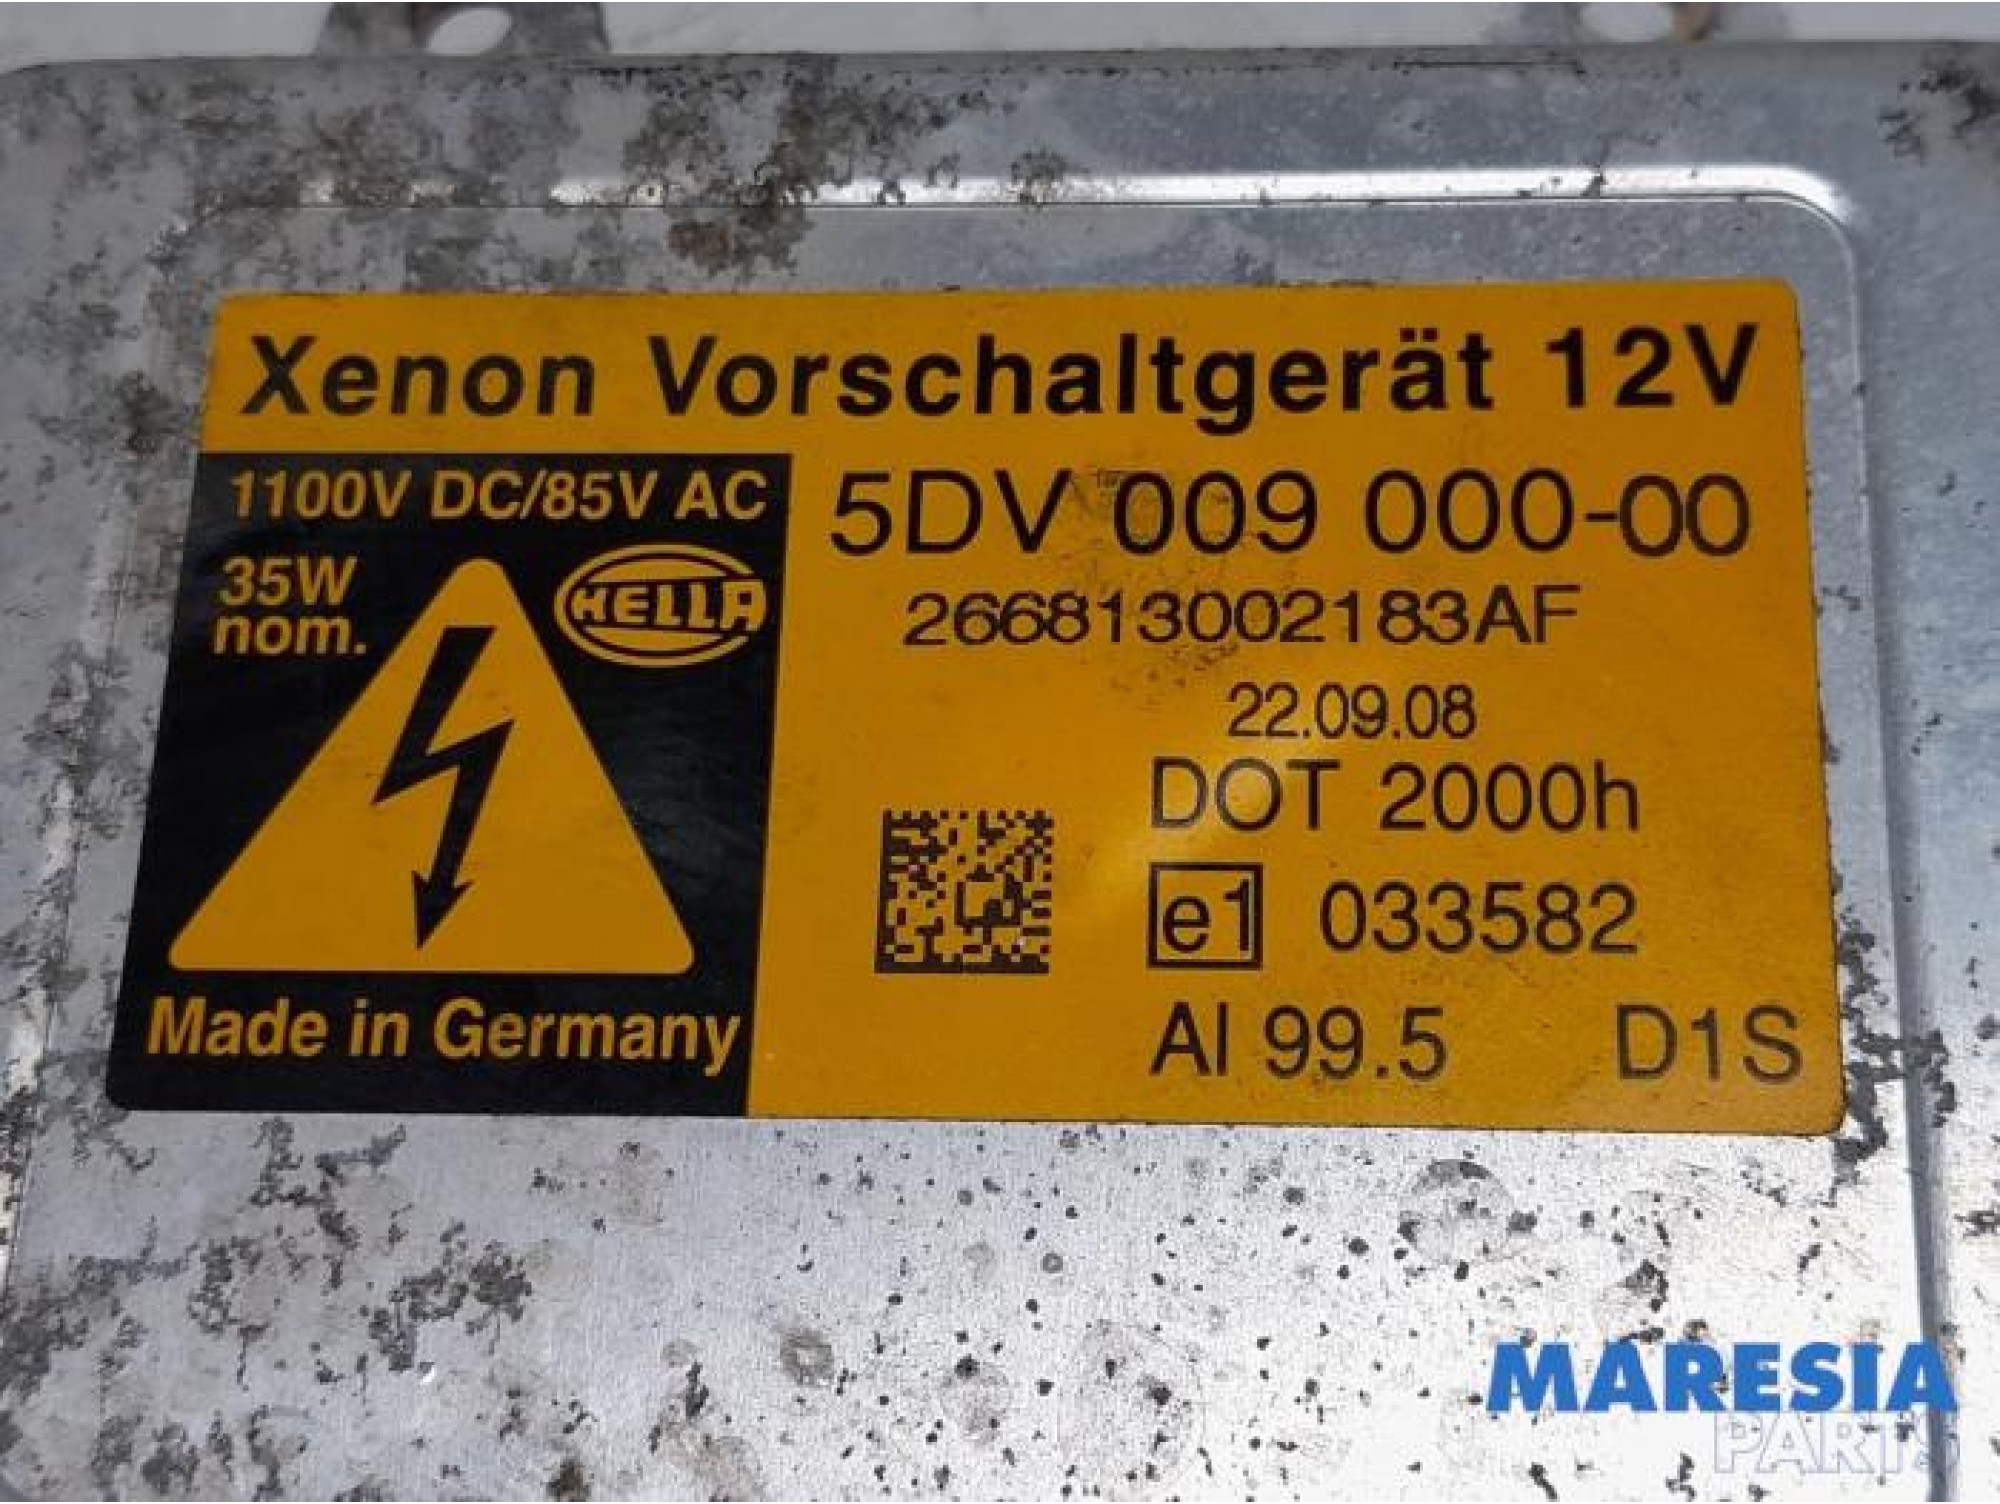 Xenon Vorschaltgerät 12V
1100V DC/85V AC
35W
nom.
HELLA
Made in Germany
5DV 009 000-00
266813002183AF
22.09.08
DOT 2000h
e1 033582
Al 99.5 D1S
MARESIA
PARTS